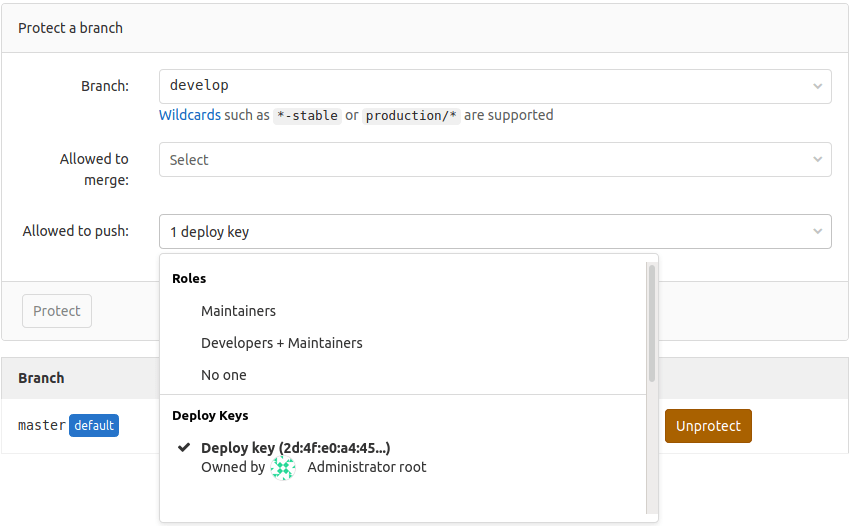 Protect a branch
Branch:
develop
Wildcards such as *-stable or production/* are supported
Allowed to
merge:
Select
Allowed to push:
1 deploy key
Roles
Maintainers
Developers + Maintainers
No one
Deploy Keys
Deploy key (2d:4f:e0:a4:45...)
Owned by Administrator root
Protect
Branch
master default
Unprotect